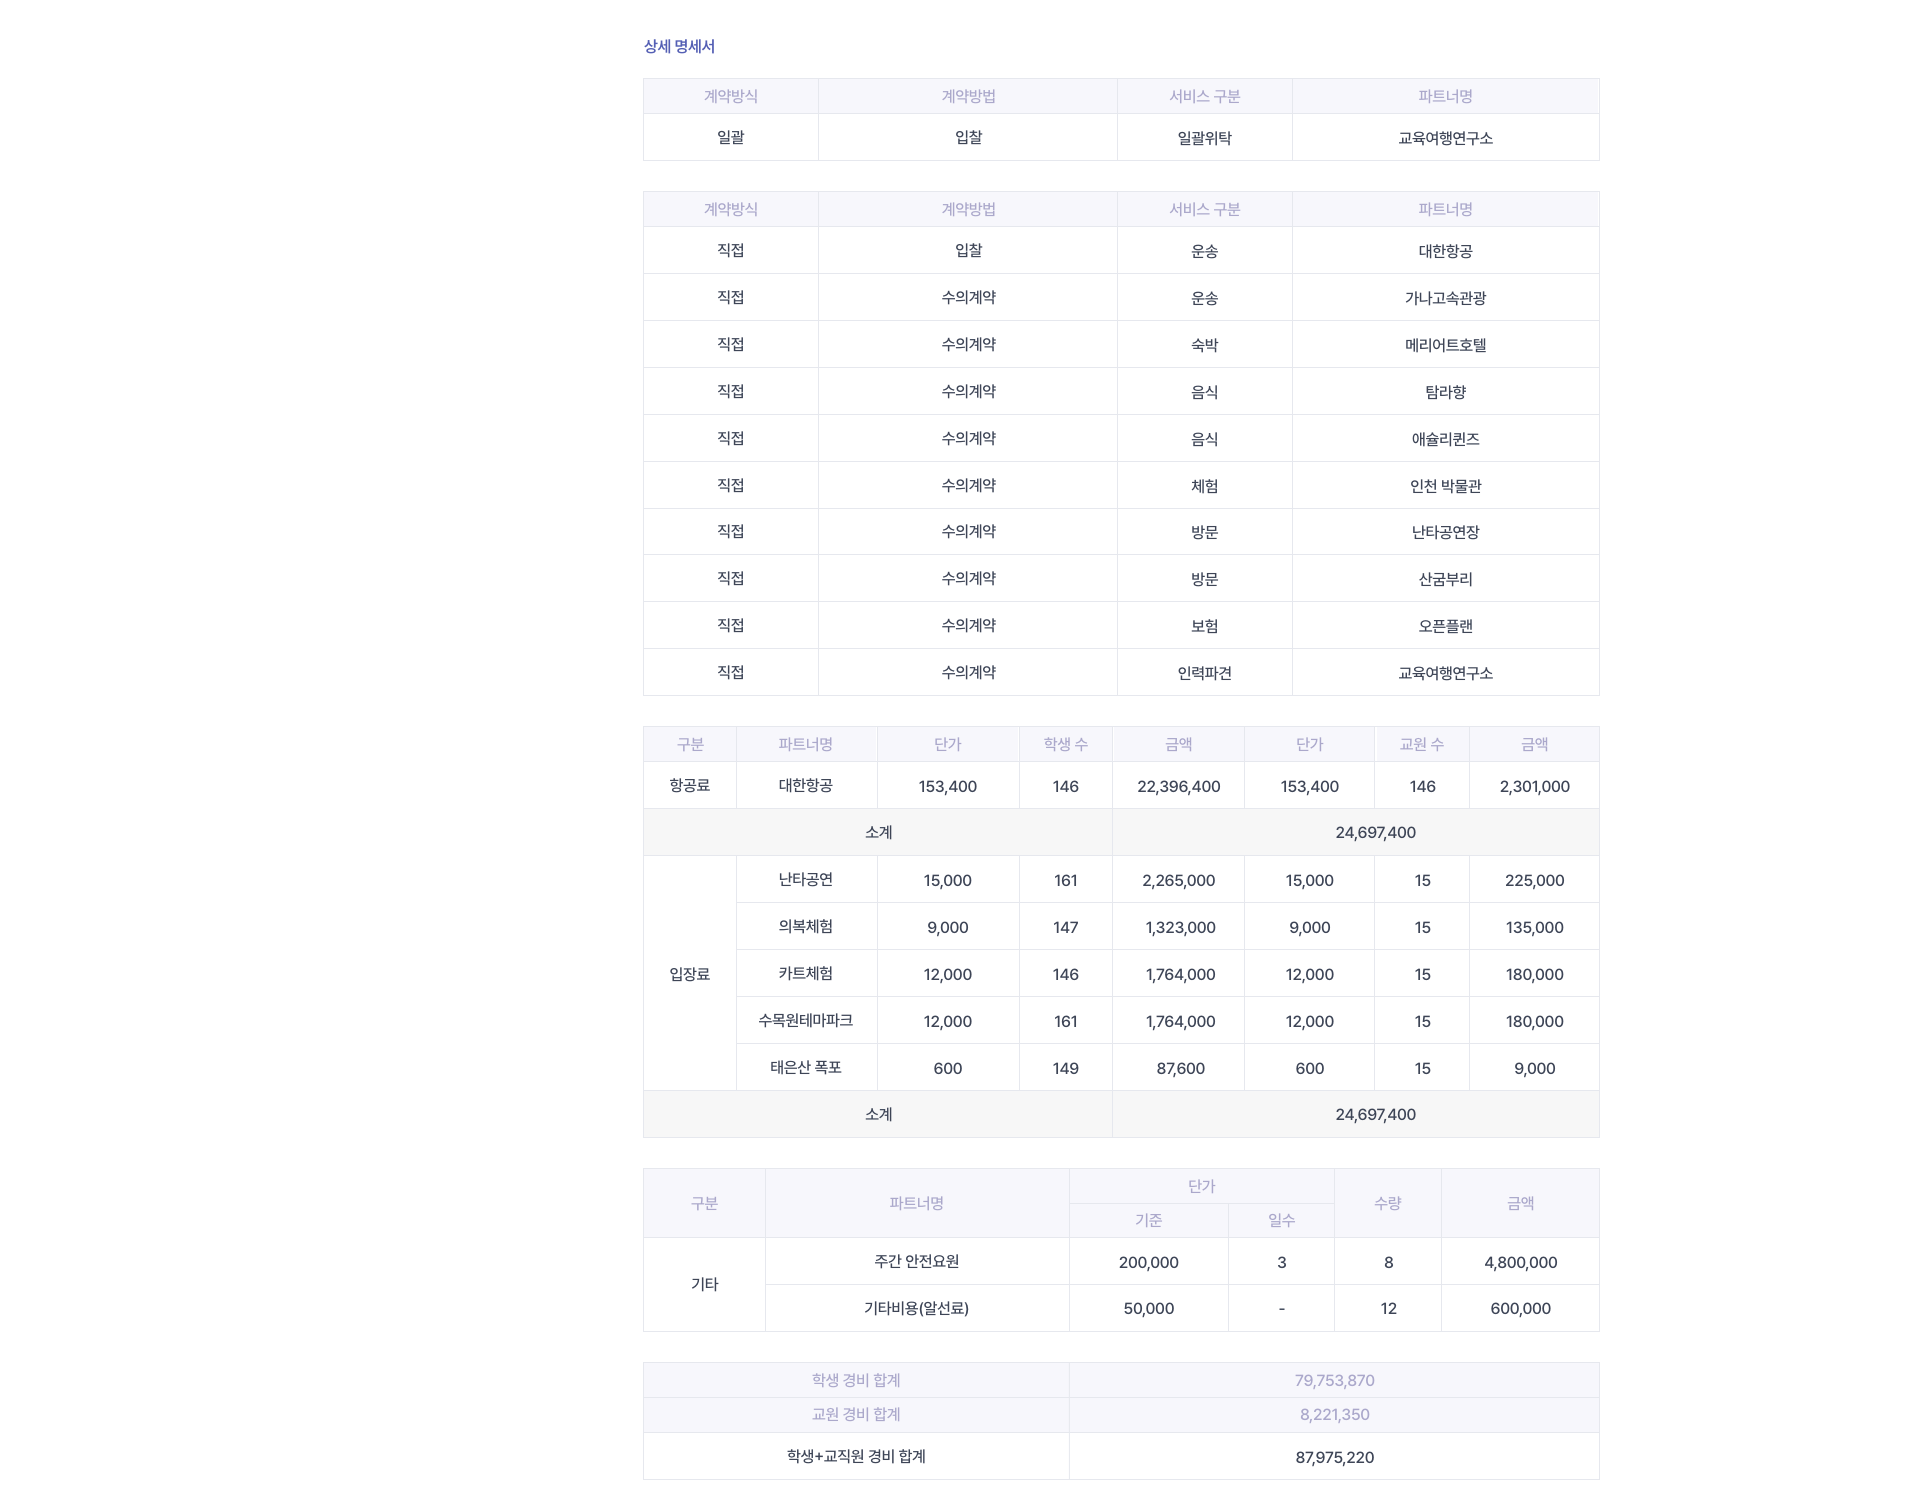 상세 명세서
계약방식 계약방법 서비스 구분 파트너명
일괄 입찰 일괄위탁 교육여행연구소
계약방식 계약방법 서비스 구분 파트너명
직접 입찰 운송 대한항공
직접 수의계약 운송 가나고속관광
직접 수의계약 숙박 메리어트호텔
직접 수의계약 음식 탐라향
직접 수의계약 음식 애슐리퀸즈
직접 수의계약 체험 인천 박물관
직접 수의계약 방문 난타공연장
직접 수의계약 방문 산굼부리
직접 수의계약 보험 오픈플랜
직접 수의계약 인력파견 교육여행연구소
구분 파트너명 단가 학생 수 금액 단가 교원 수 금액
항공료 대한항공 153,400 146 22,396,400 153,400 146 2,301,000
소계 24,697,400
난타공연 15,000 161 2,265,000 15,000 15 225,000
의복체험 9,000 147 1,323,000 9,000 15 135,000
입장료 카트체험 12,000 146 1,764,000 12,000 15 180,000
수목원테마파크 12,000 161 1,764,000 12,000 15 180,000
태은산 폭포 600 149 87,600 600 15 9,000
소계 24,697,400
구분 파트너명 단가 수량 금액
기준 일수
기타 주간 안전요원 200,000 3 8 4,800,000
기타비용(알선료) 50,000 - 12 600,000
학생 경비 합계 79,753,870
교원 경비 합계 8,221,350
학생+교직원 경비 합계 87,975,220